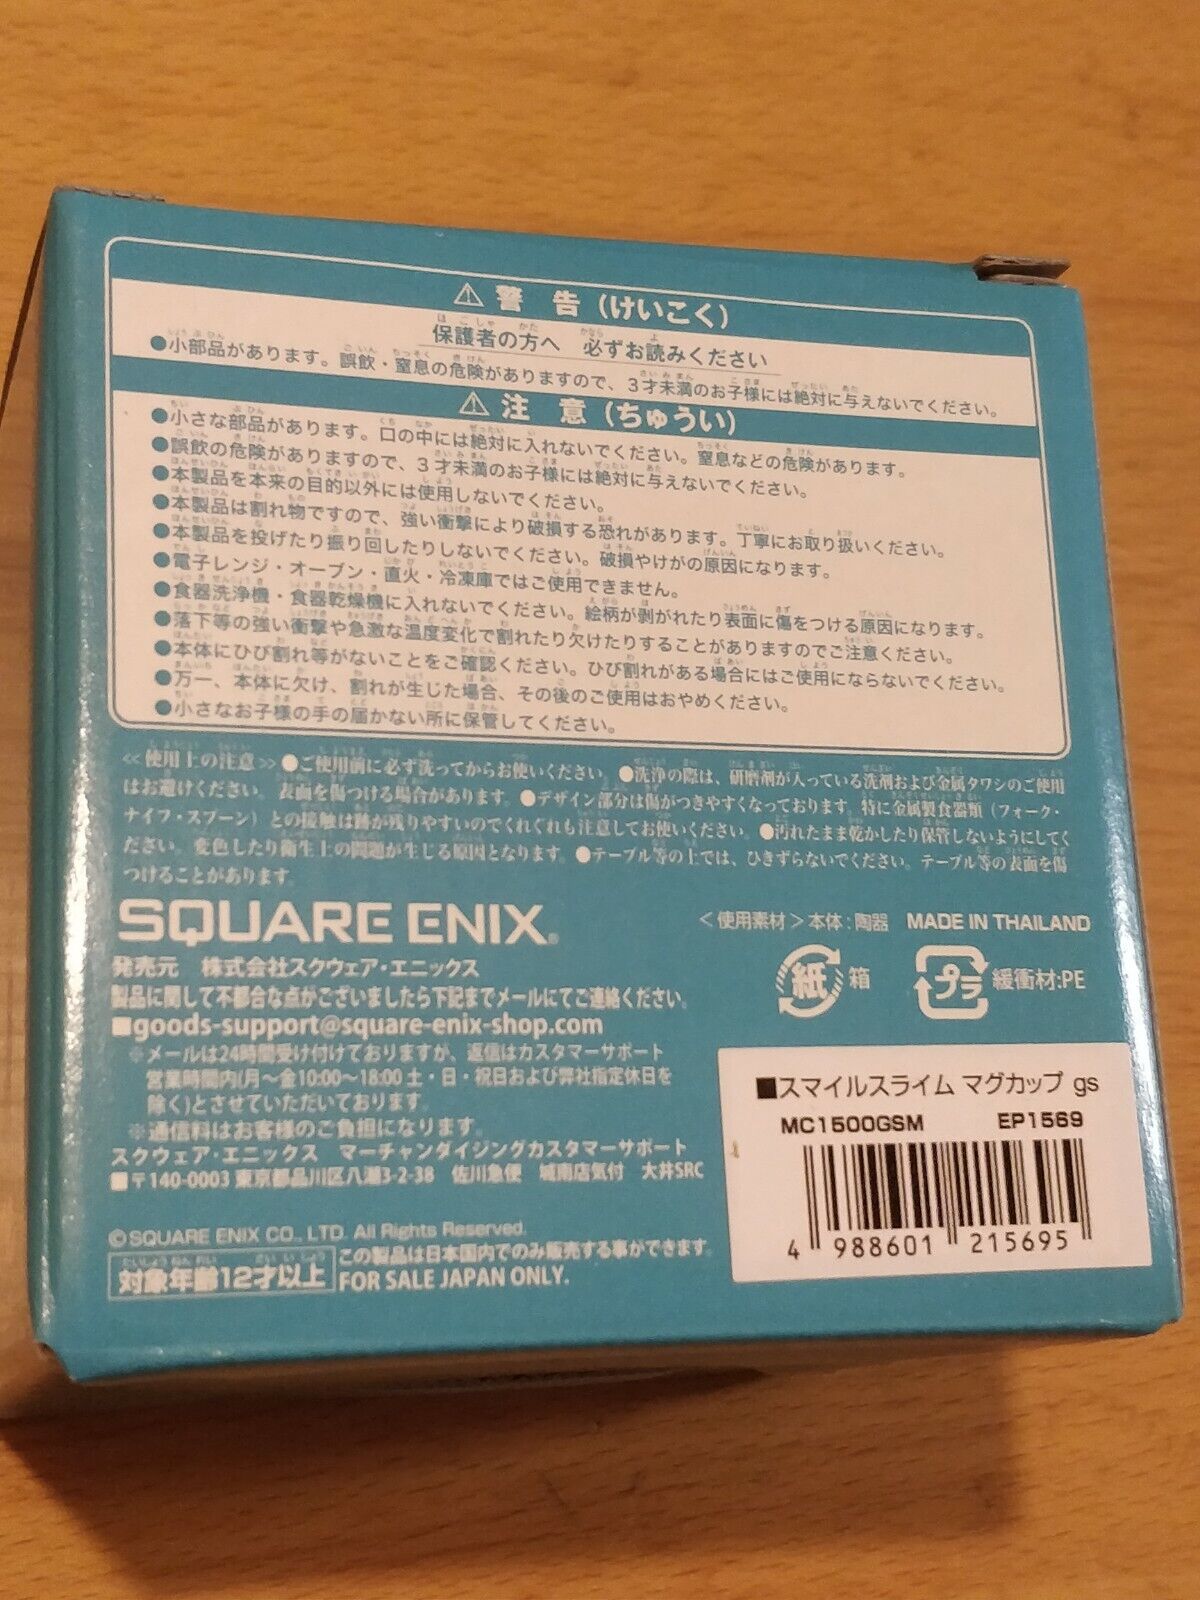 ⚠警 告(けいこく)
保護者の方へ 必ずお読みください
●小部品があります。誤飲・窒息の危険がありますので、3才未満のお子様には絶対に与えないでください。
⚠注 意(ちゅうい)
●小さな部品があります。口の中には絶対に入れないでください。窒息などの危険があります。
●誤飲の危険がありますので、3才未満のお子様には絶対に与えないでください。
●本製品を本来の目的以外には使用しないでください。
●本製品は割れ物ですので、強い衝撃により破損する恐れがあります。丁寧にお取り扱いください。
●本製品を投げたり振り回したりしないでください。破損やけがの原因になります。
●電子レンジ・オーブン・直火・冷凍庫ではご使用できません。
●食器洗浄機・食器乾燥機に入れないでください。絵柄が剥がれたり表面に傷をつける原因になります。
●落下等の強い衝撃や急激な温度変化で割れたり欠けたりすることがありますのでご注意ください。
●本体にひび割れ等がないことをご確認ください。ひび割れがある場合にはご使用にならないでください。
●万一、本体に欠け、割れが生じた場合、その後のご使用はおやめください。
●小さなお子様の手の届かない所に保管してください。
≪使用上の注意≫ ●ご使用前に必ず洗ってからお使いください。 ●洗浄の際は、研磨剤が入っている洗剤および金属タワシのご使用
はお避けください。表面を傷つける場合があります。 ●デザイン部分は傷がつきやすくなっております。特に金属製食器類(フォーク・
ナイフ・スプーン)との接触は跡が残りやすいのでくれぐれも注意してお使いください。 ●汚れたまま乾かしたり保管しないようにしてく
ださい。変色したり衛生上の問題が生じる原因となります。 ●テーブル等の上では、ひきずらないでください。テーブル等の表面を傷
つけることがあります。
SQUARE ENIX®
<使用素材>本体:陶器 MADE IN THAILAND
発売元 株式会社スクウェア・エニックス
紙 箱 プラ 緩衝材:PE
製品に関して不都合な点がございましたら下記までメールにてご連絡ください。
■goods-support@square-enix-shop.com
※メールは24時間受け付けておりますが、返信はカスタマーサポート
営業時間内(月〜金10:00〜18:00 土・日・祝日および弊社指定休日を
除く)とさせていただいております。
※通信料はお客様のご負担になります。
スクウェア・エニックス マーチャンダイジングカスタマーサポート
■〒140-0003 東京都品川区八潮3-2-38 佐川急便 城南店気付 大井SRC
©SQUARE ENIX CO., LTD. All Rights Reserved.
対象年齢12才以上
この製品は日本国内でのみ販売する事ができます。
FOR SALE JAPAN ONLY.
■スマイルスライム マグカップ gs
MC1500GSM EP1569
4 988601 215695